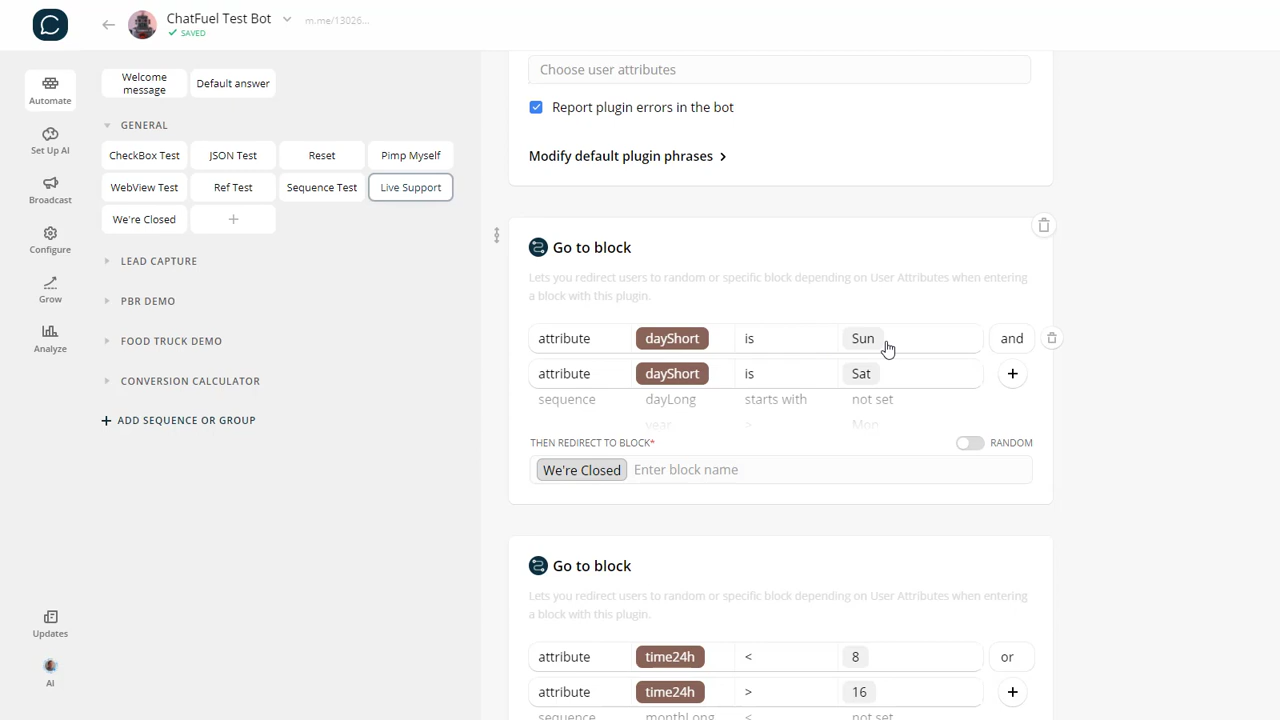 ChatFuel Test Bot
m.me/13026...
SAVED
Automate
Set Up AI
Broadcast
Configure
Grow
Analyze
Updates
AI
Welcome message
Default answer
GENERAL
CheckBox Test
JSON Test
Reset
Pimp Myself
WebView Test
Ref Test
Sequence Test
Live Support
We're Closed
+
LEAD CAPTURE
PBR DEMO
FOOD TRUCK DEMO
CONVERSION CALCULATOR
+ ADD SEQUENCE OR GROUP
Choose user attributes
Report plugin errors in the bot
Modify default plugin phrases >
Go to block
Lets you redirect users to random or specific block depending on User Attributes when entering
a block with this plugin.
attribute dayShort is Sun and
attribute dayShort is Sat +
sequence dayLong starts with not set
year > Mon
THEN REDIRECT TO BLOCK* RANDOM
We're Closed Enter block name
Go to block
Lets you redirect users to random or specific block depending on User Attributes when entering
a block with this plugin.
attribute time24h < 8 or
attribute time24h > 16 +
sequence monthLong < not set